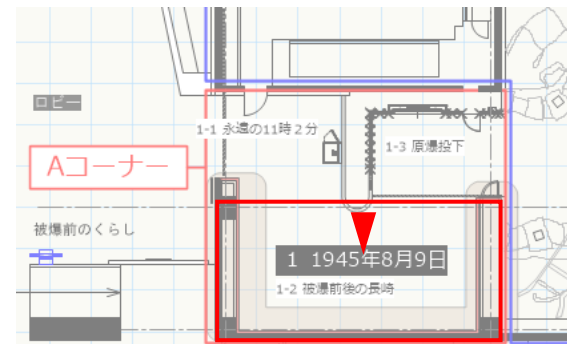 ロビー
1-1 永遠の11時２分
1-3 原爆投下
Aコーナー
被爆前のくらし
1 1945年8月9日
1-2 被爆前後の長崎